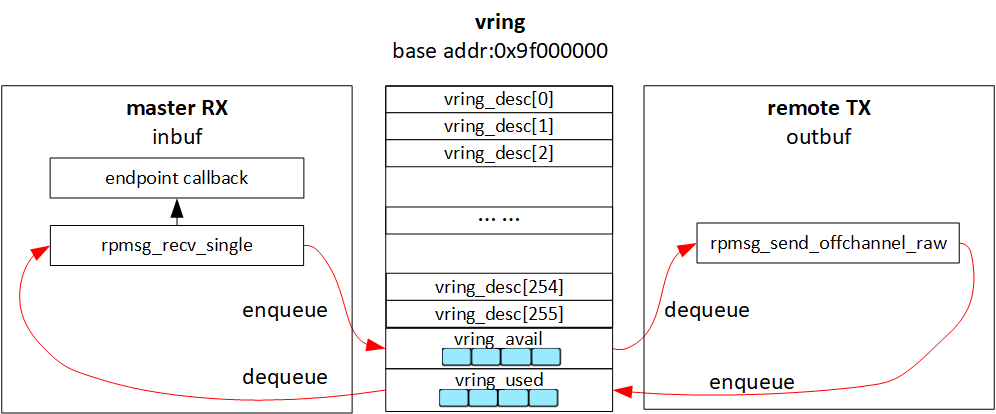 vring
base addr:0x9f000000
master RX
inbuf
endpoint callback
rpmsg_recv_single
enqueue
dequeue
vring_desc[0]
vring_desc[1]
vring_desc[2]
... ...
vring_desc[254]
vring_desc[255]
vring_avail
vring_used
remote TX
outbuf
rpmsg_send_offchannel_raw
dequeue
enqueue